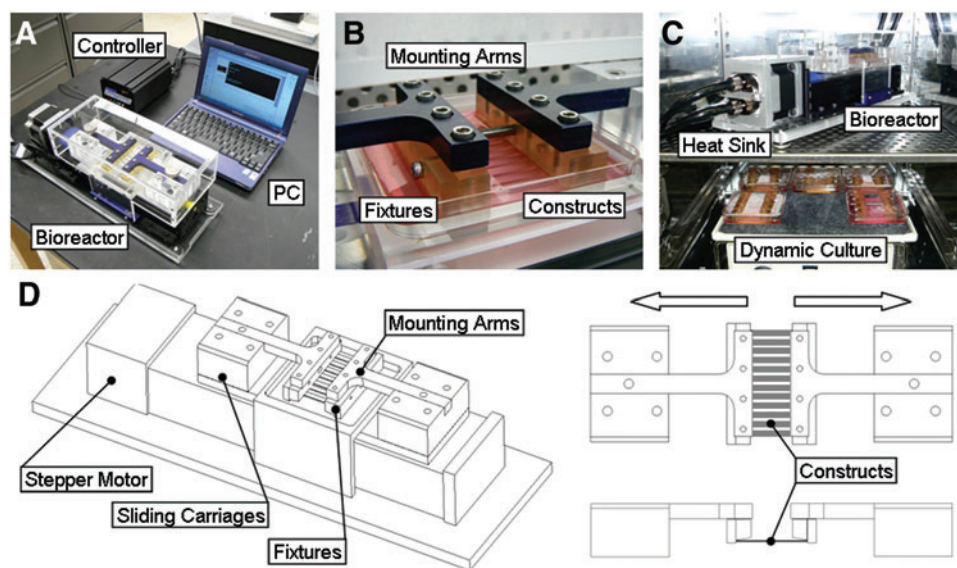 A
Controller
PC
Bioreactor
B
Mounting Arms
Fixtures
Constructs
C
Bioreactor
Heat Sink
Dynamic Culture
D
Mounting Arms
Stepper Motor
Sliding Carriages
Fixtures
Constructs